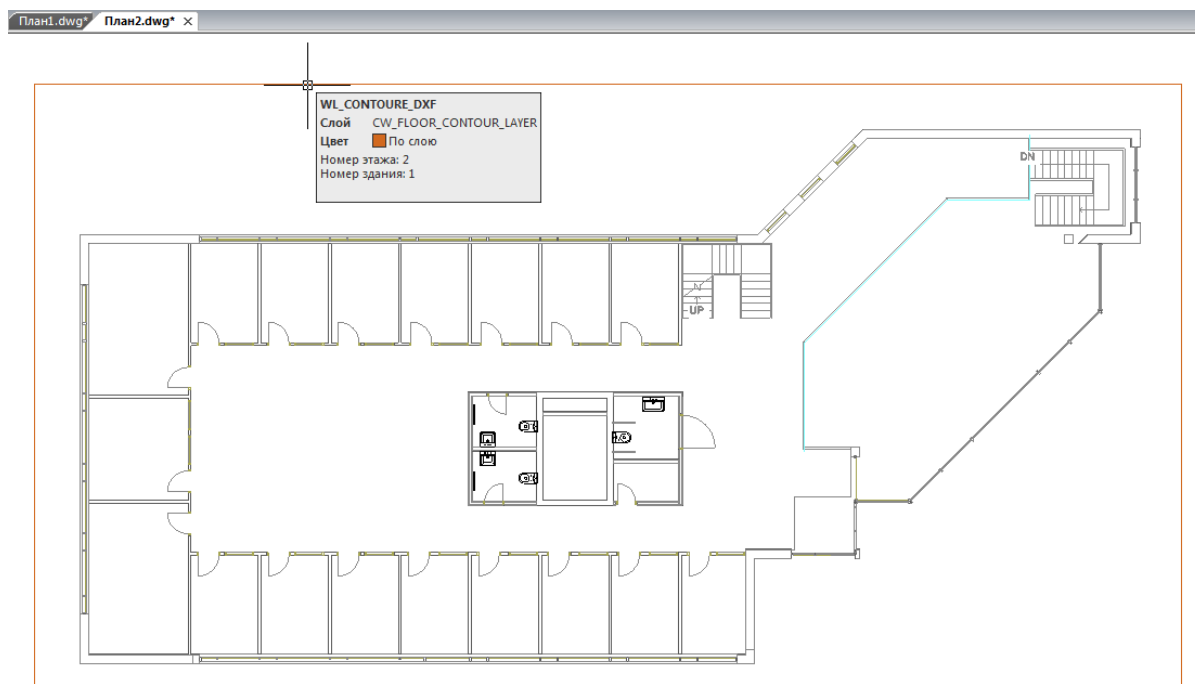 План1.dwg* План2.dwg* ×
WL_CONTOURE_DXF
Слой CW_FLOOR_CONTOUR_LAYER
Цвет По слою
Номер этажа: 2
Номер здания: 1
DN
UP